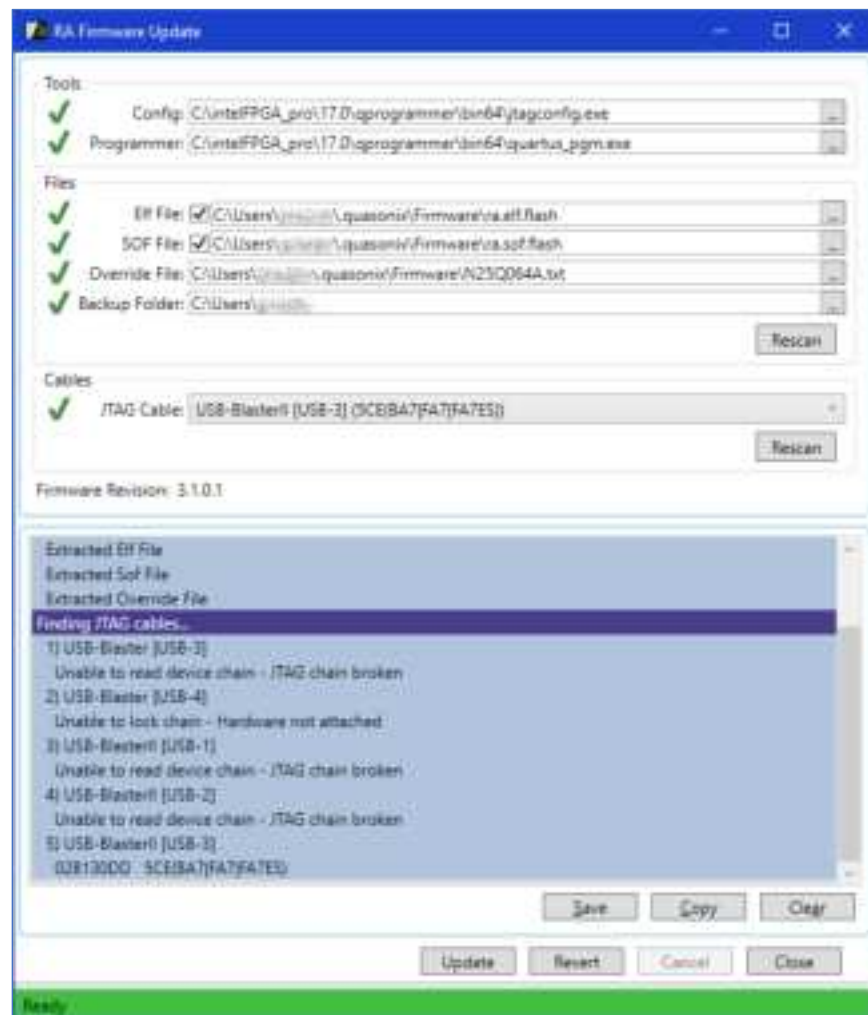 RA Firmware Update
Tools
Config: C:\intelFPGA_pro\17.0\qprogrammer\bin64\jtagconfig.exe ...
Programmer: C:\intelFPGA_pro\17.0\qprogrammer\bin64\quartus_pgm.exe ...
Files
Elf File: C:\Users\ \.quasonix\Firmware\ra.elf.flash ...
SOF File: C:\Users\ \.quasonix\Firmware\ra.sof.flash ...
Override File: C:\Users\ \.quasonix\Firmware\N25Q064A.txt ...
Backup Folder: C:\Users\ ...
Rescan
Cables
JTAG Cable: USB-BlasterII [USB-3] (5CE(BA7|FA7|FA7ES))
Rescan
Firmware Revision: 3.1.0.1
Extracted Elf File
Extracted Sof File
Extracted Override File
Finding JTAG cables...
1) USB-Blaster [USB-3]
Unable to read device chain - JTAG chain broken
2) USB-Blaster [USB-4]
Unable to lock chain - Hardware not attached
3) USB-BlasterII [USB-1]
Unable to read device chain - JTAG chain broken
4) USB-BlasterII [USB-2]
Unable to read device chain - JTAG chain broken
5) USB-BlasterII [USB-3]
02B130DD 5CE(BA7|FA7|FA7ES)
Save Copy Clear
Update Revert Cancel Close
Ready